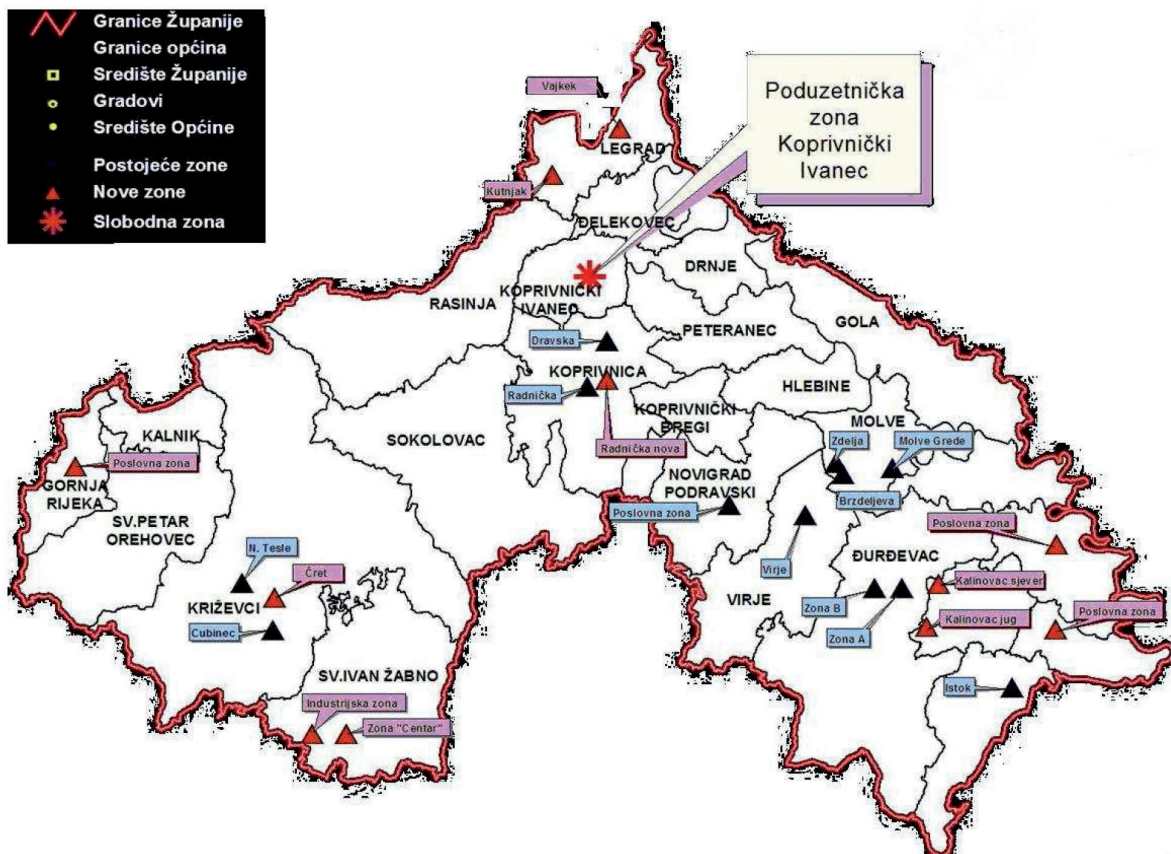 Granice Županije
Granice općina
Središte Županije
Gradovi
Središte Općine
Postojeće zone
Nove zone
Slobodna zona
Poduzetnička
zona
Koprivnički
Ivanec
Vajkek
LEGRAD
Kutnjak
ĐELEKOVEC
DRNJE
RASINJA
KOPRIVNIČKI
IVANEC
GOLA
PETERANEC
Dravska
KOPRIVNICA
HLEBINE
Radnička
KOPRIVNIČKI
BREGI
MOLVE
SOKOLOVAC
KALNIK
Radnička nova
Zdelja
Molve Grede
Poslovna zona
GORNJA
RIJEKA
NOVIGRAD
PODRAVSKI
Brzdeljeva
SV.PETAR
OREHOVEC
Poslovna zona
Poslovna zona
N. Tesle
Virje
ĐURĐEVAC
Čret
KRIŽEVCI
VIRJE
Zona B
Kalinovac sjever
Zona A
Kalinovac jug
Poslovna zona
Cubinec
SV.IVAN ŽABNO
Istok
Industrijska zona
Zona "Centar"